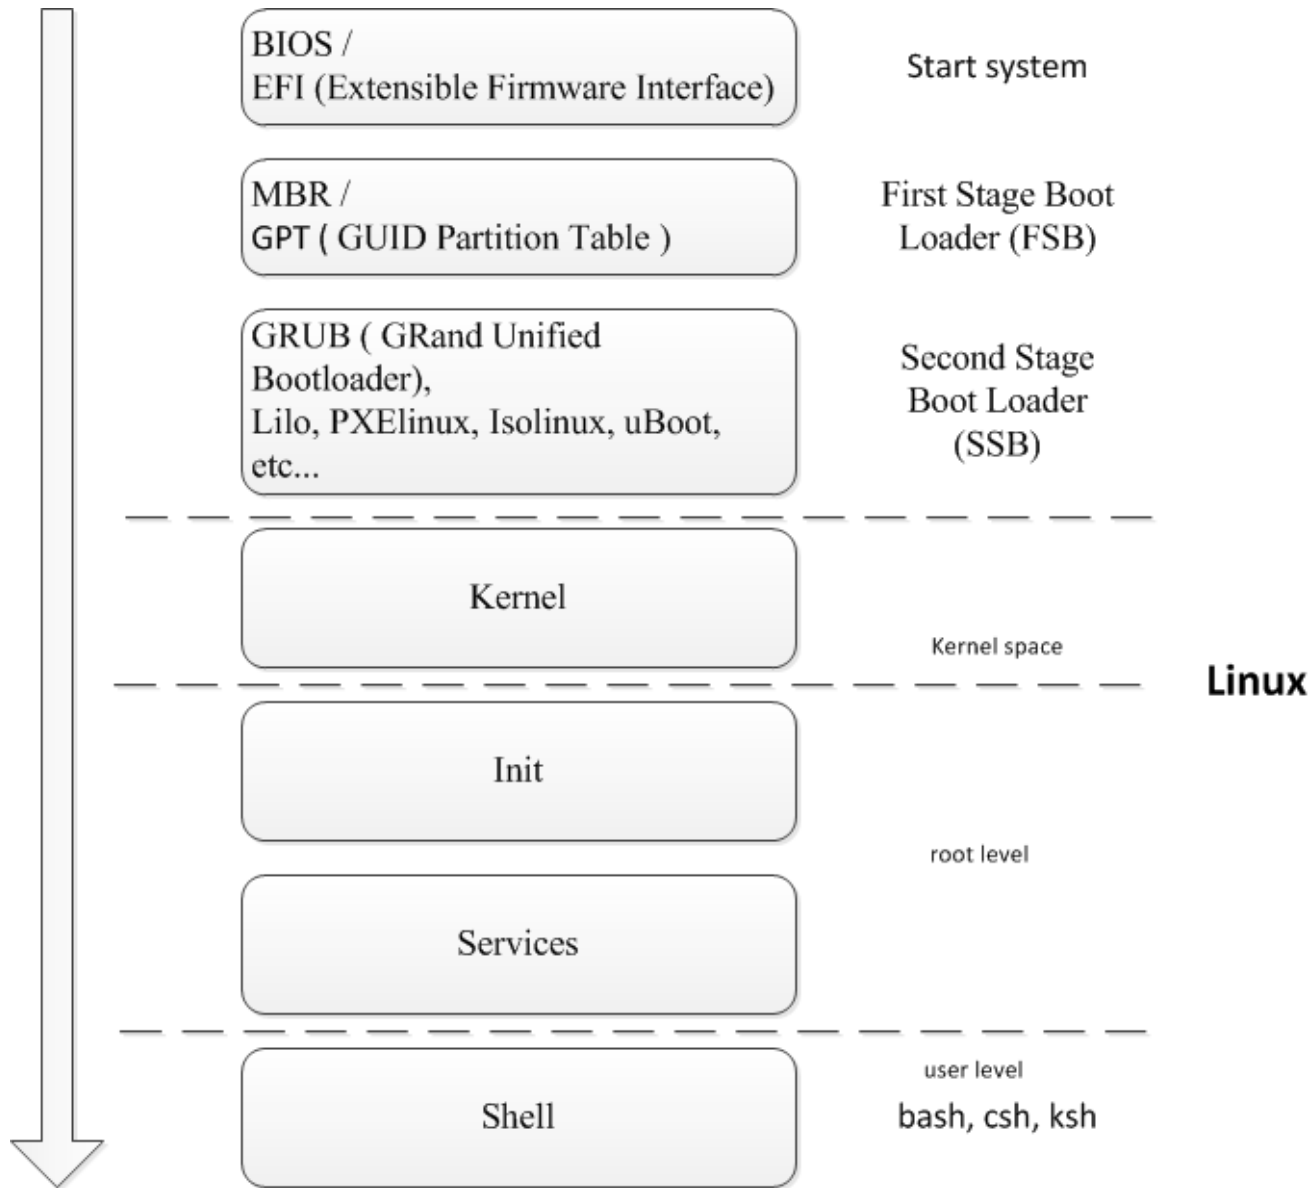 BIOS /
EFI (Extensible Firmware Interface)
Start system
MBR /
GPT ( GUID Partition Table )
First Stage Boot
Loader (FSB)
GRUB ( GRand Unified
Bootloader),
Lilo, PXElinux, Isolinux, uBoot,
etc...
Second Stage
Boot Loader
(SSB)
Kernel
Kernel space
Linux
Init
root level
Services
Shell
user level
bash, csh, ksh